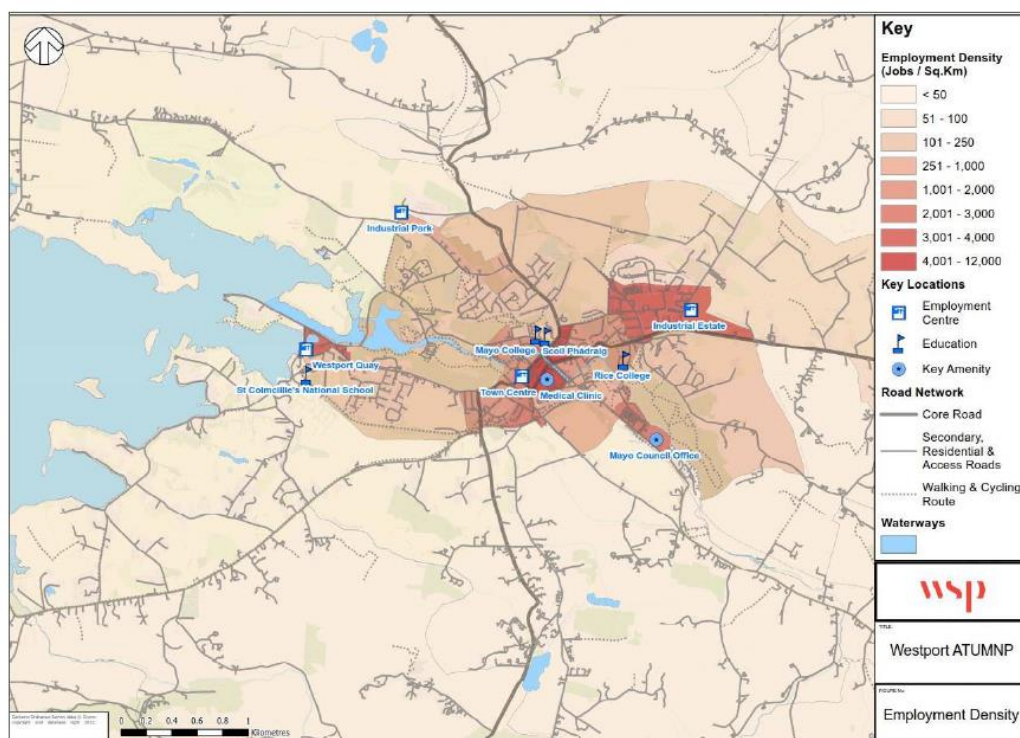 Key
Employment Density
(Jobs / Sq.Km)
< 50
51 - 100
101 - 250
251 - 1,000
1,001 - 2,000
2,001 - 3,000
3,001 - 4,000
4,001 - 12,000
Key Locations
Employment
Centre
Education
Key Amenity
Road Network
Core Road
Secondary,
Residential &
Access Roads
Walking & Cycling
Route
Waterways
wsp
TITLE:
Westport ATUMNP
FIGURE No:
Employment Density
Industrial Park
Industrial Estate
Mayo College
Scoil Phádraig
Westport Quay
Rice College
St Colmcille's National School
Town Centre
Medical Clinic
Mayo Council Office
0 0.2 0.4 0.6 0.8 1
Kilometres